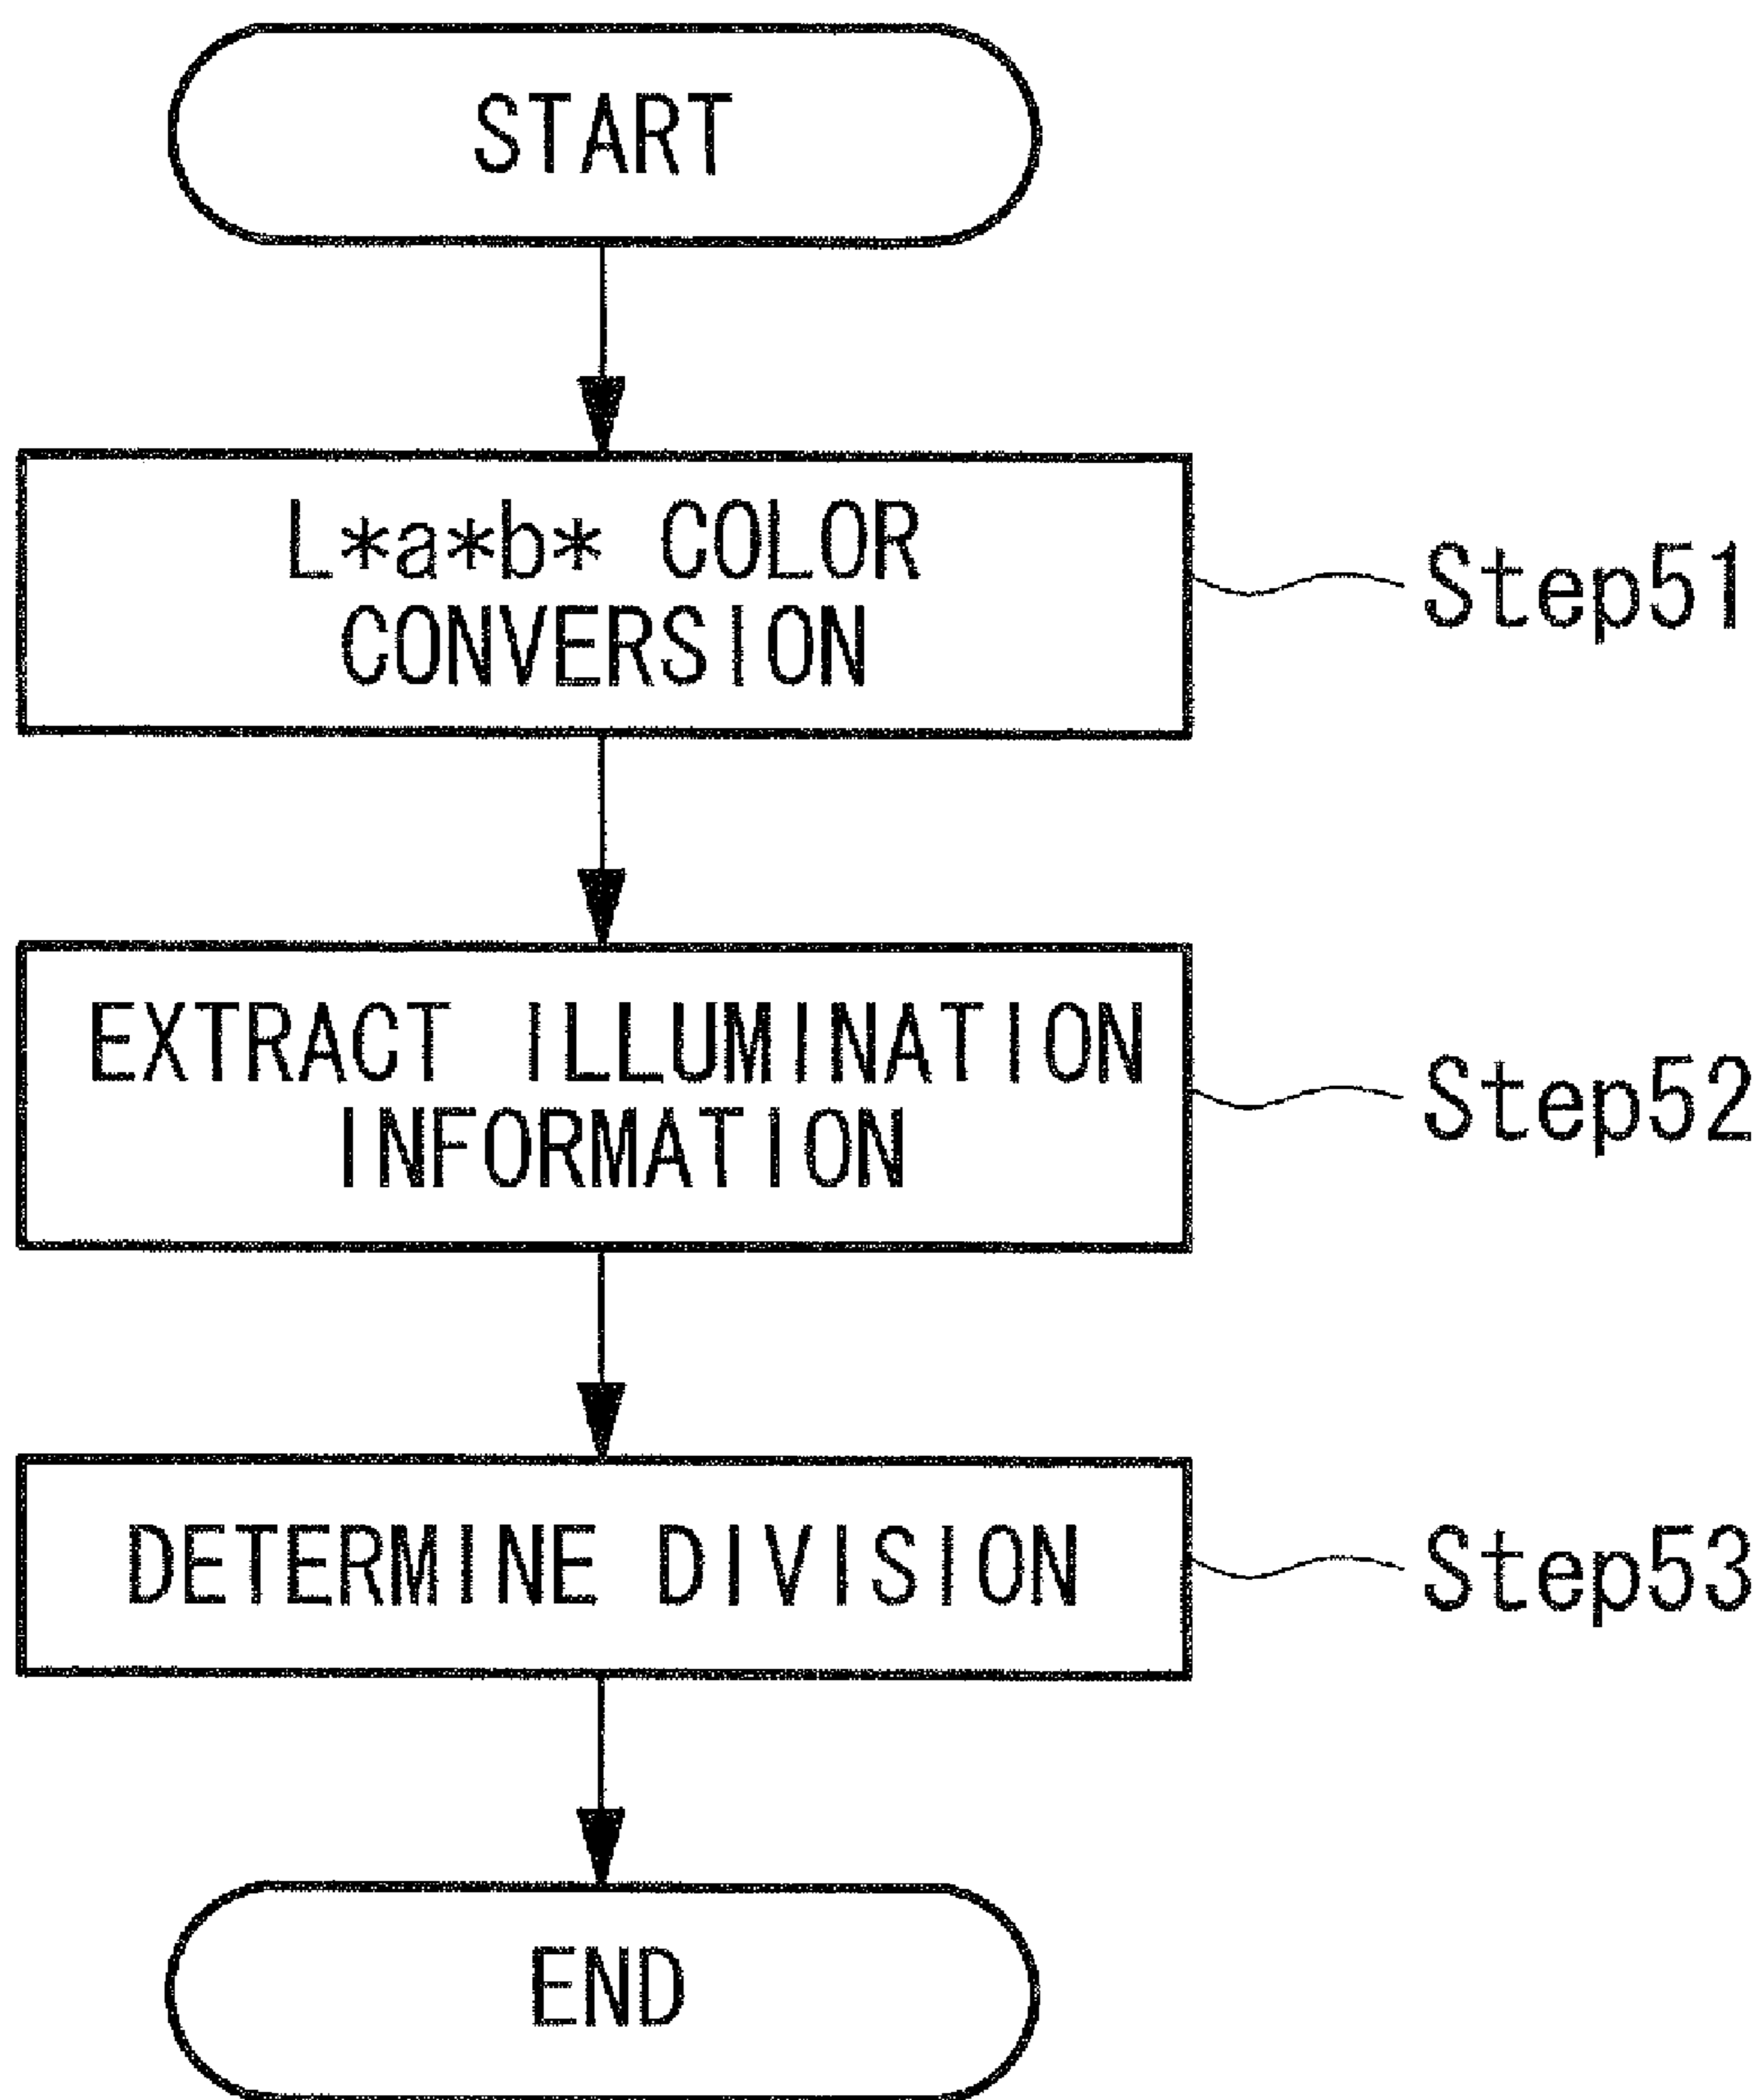 START
L*a*b* COLOR
CONVERSION
Step51
EXTRACT ILLUMINATION
INFORMATION
Step52
DETERMINE DIVISION
Step53
END